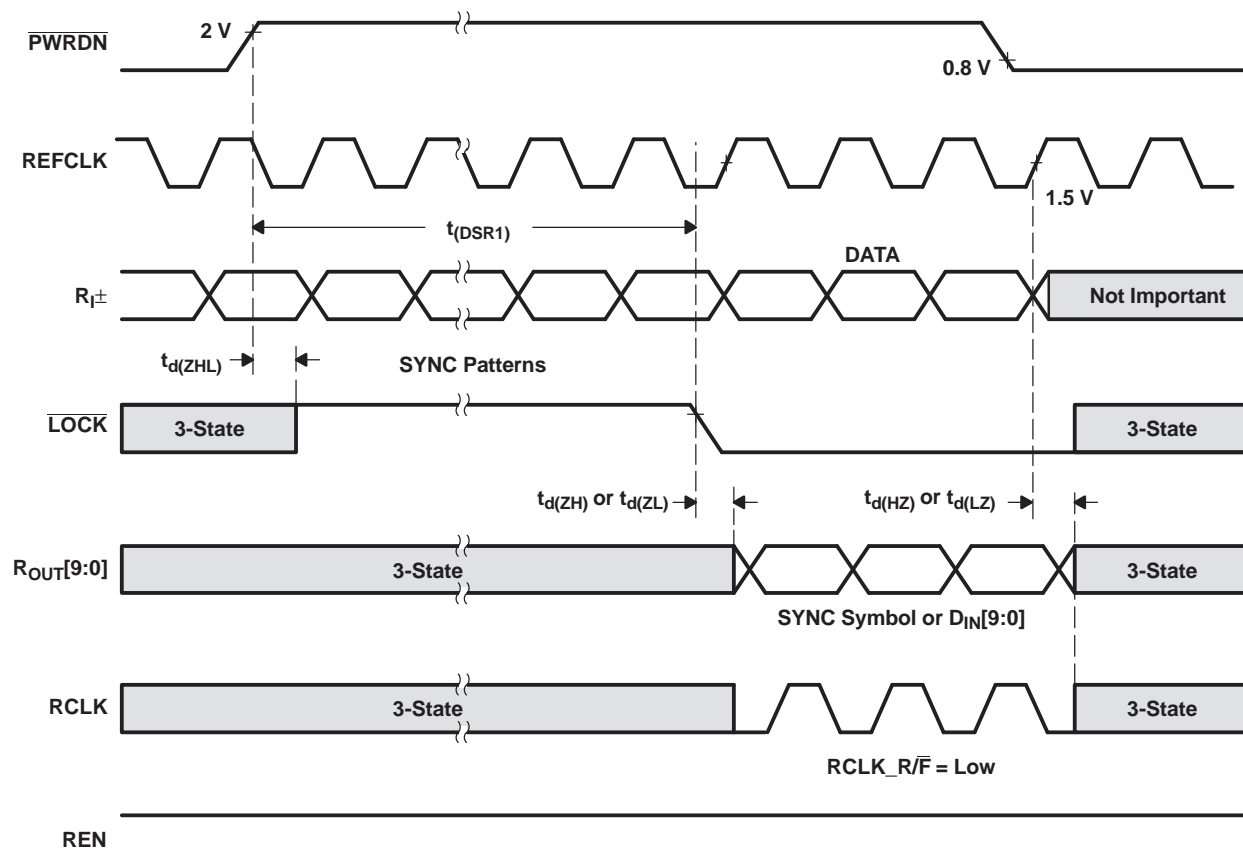 PWRDN
2 V
0.8 V
REFCLK
1.5 V
t(DSR1)
DATA
RI±
Not Important
td(ZHL)
SYNC Patterns
LOCK
3-State
3-State
td(ZH) or td(ZL)
td(HZ) or td(LZ)
ROUT[9:0]
3-State
3-State
SYNC Symbol or DIN[9:0]
RCLK
3-State
3-State
RCLK_R/F = Low
REN